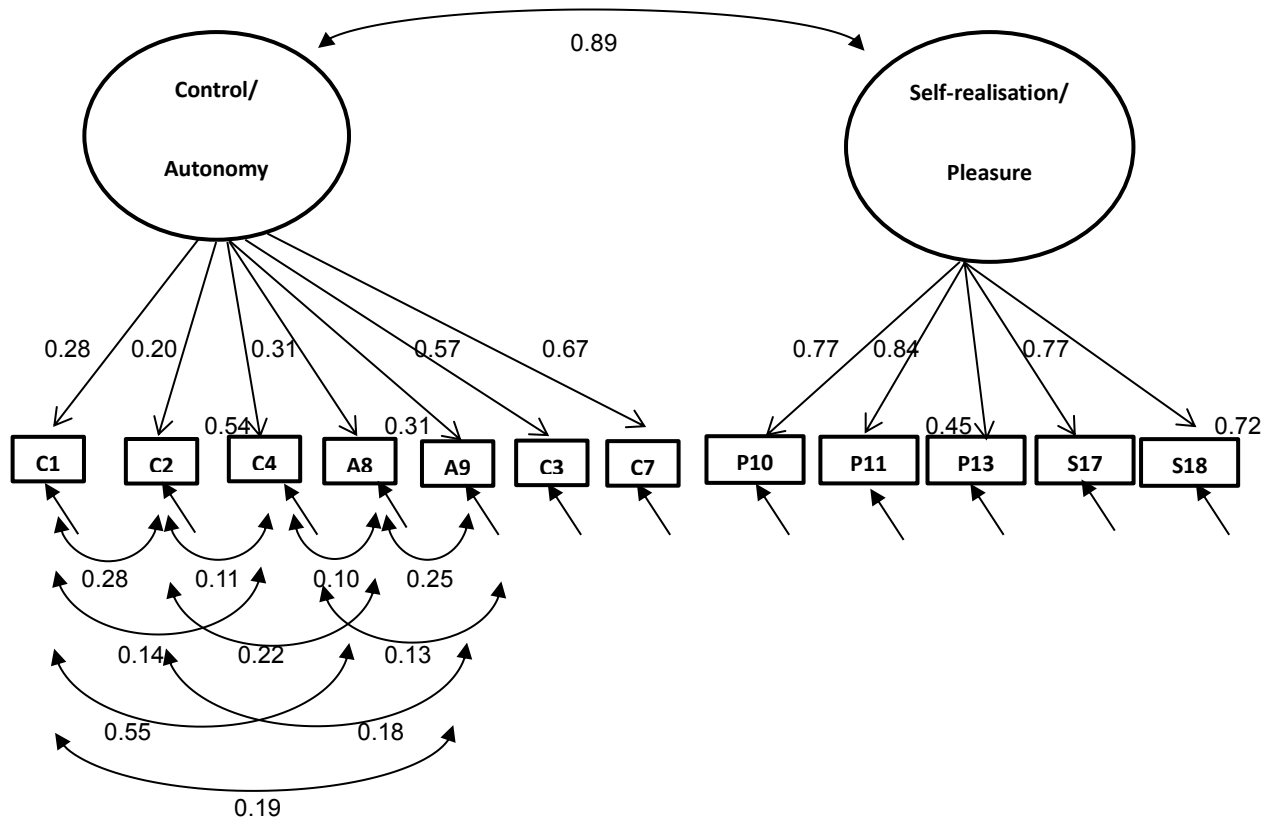 0.89
Control/
Autonomy
Self-realisation/
Pleasure
0.28 0.20 0.31 0.57 0.67 0.77 0.84 0.77
0.54 0.31 0.45 0.72
C1 C2 C4 A8 A9 C3 C7 P10 P11 P13 S17 S18
0.28 0.11 0.10 0.25
0.14 0.22 0.13
0.55 0.18
0.19